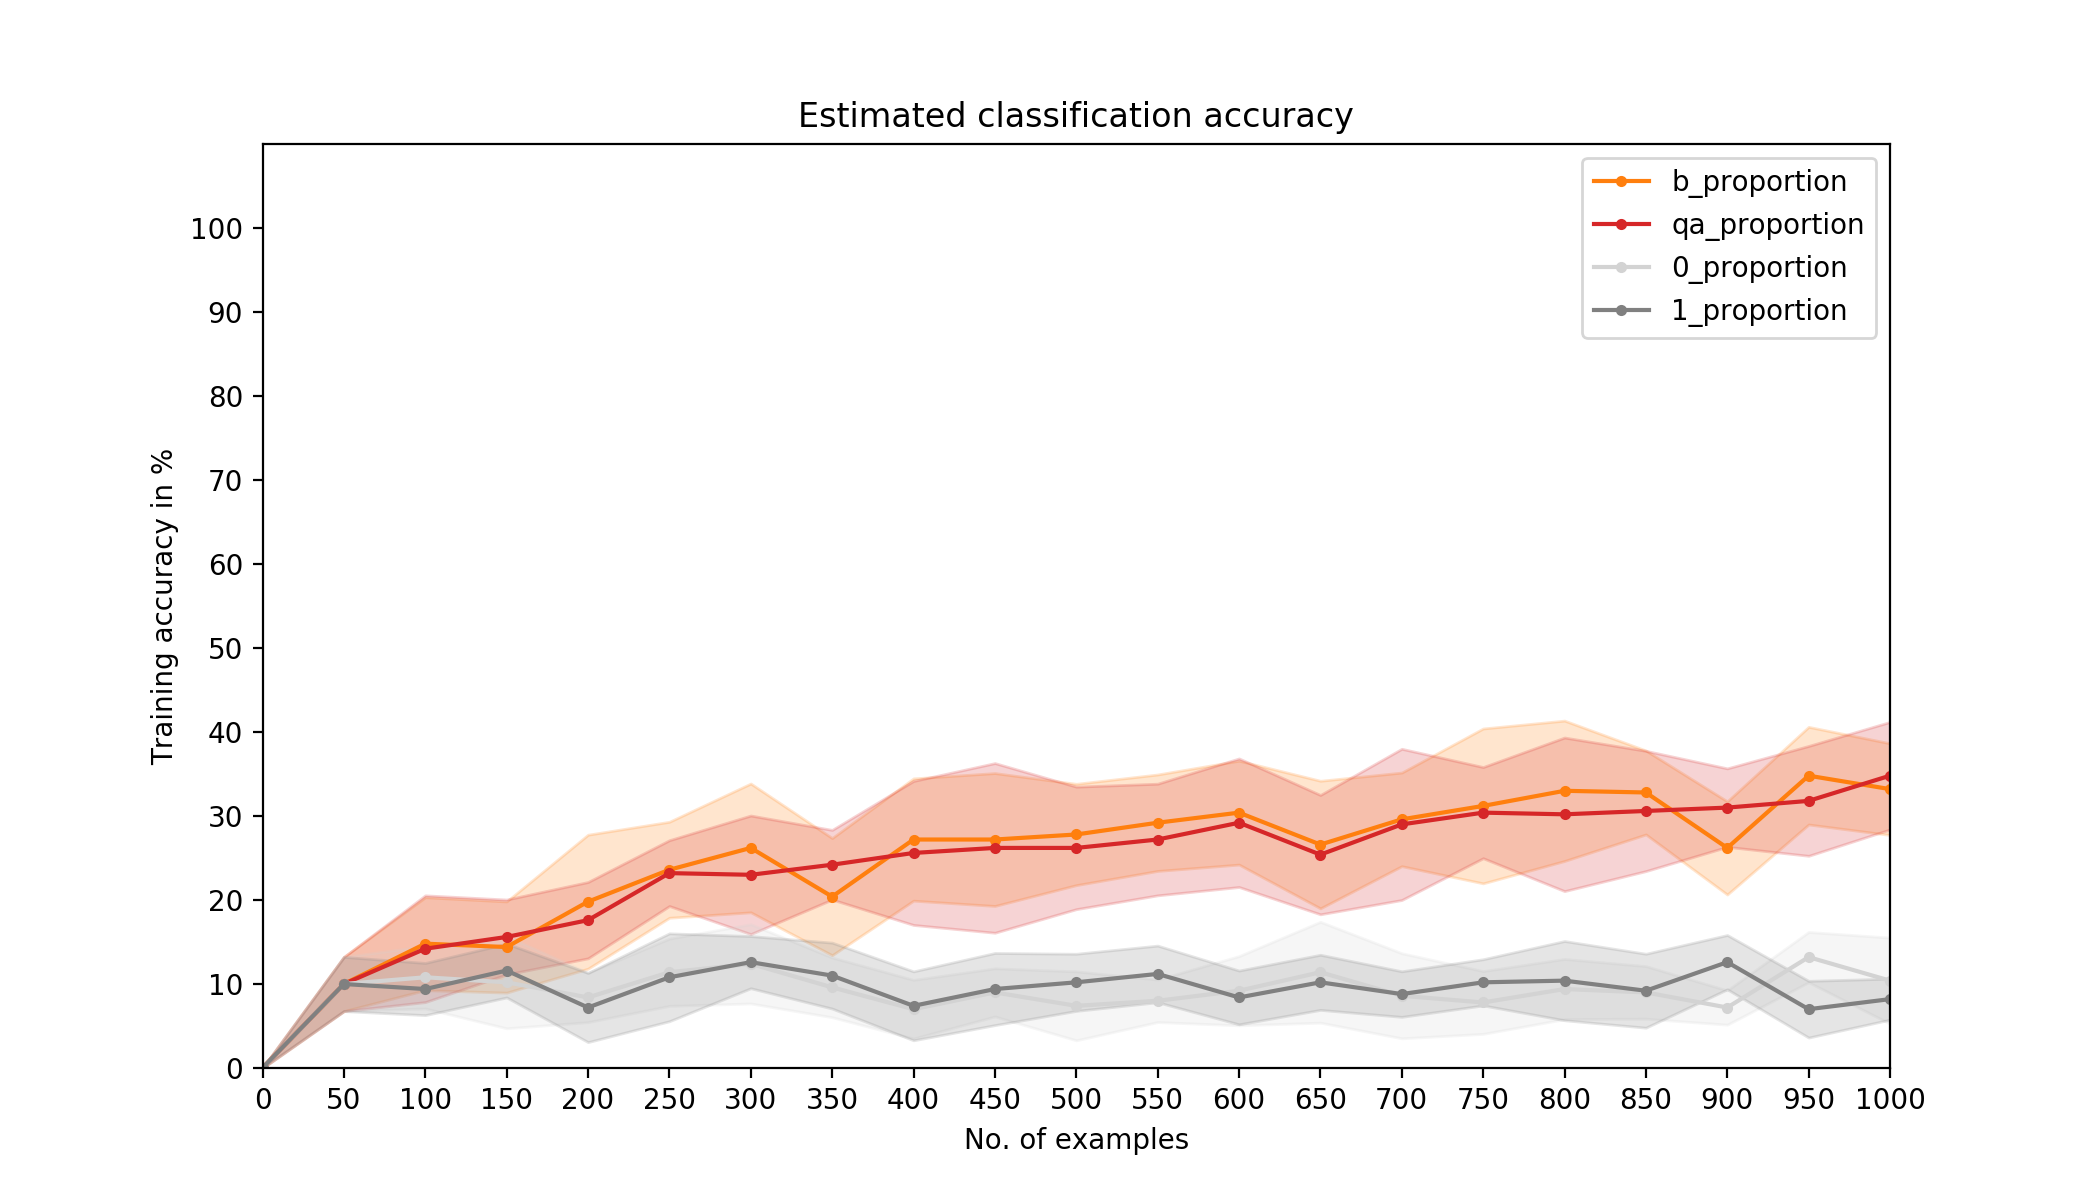 Estimated classification accuracy
b_proportion
qa_proportion
0_proportion
1_proportion
Training accuracy in %
100
90
80
70
60
50
40
30
20
10
0
0 50 100 150 200 250 300 350 400 450 500 550 600 650 700 750 800 850 900 950 1000
No. of examples